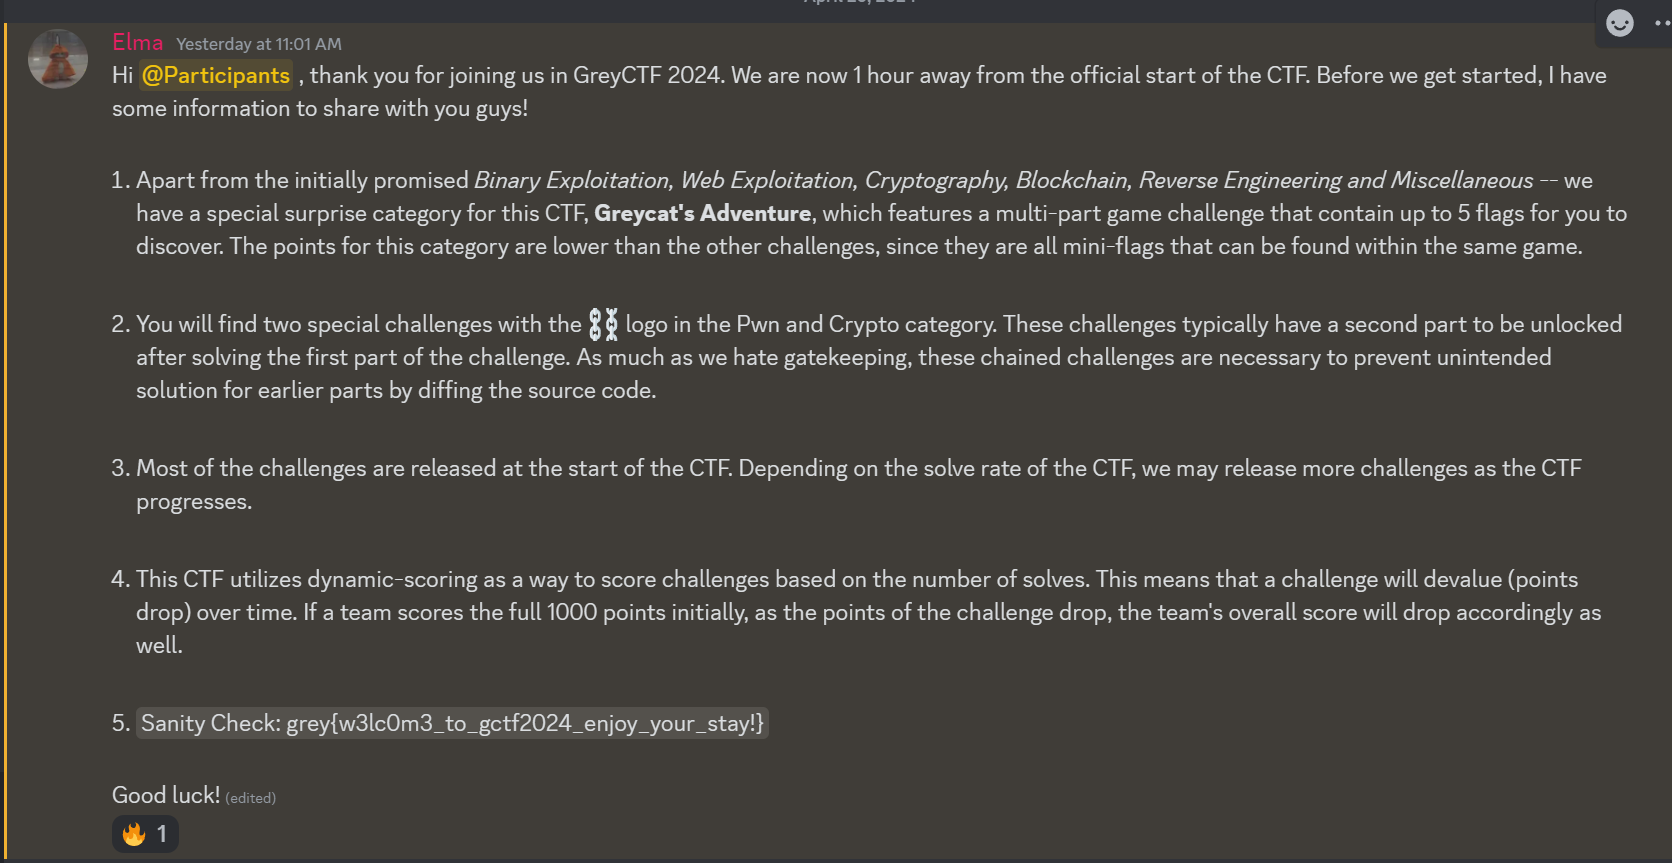 April 20, 2024
Elma Yesterday at 11:01 AM
Hi @Participants , thank you for joining us in GreyCTF 2024. We are now 1 hour away from the official start of the CTF. Before we get started, I have
some information to share with you guys!
1. Apart from the initially promised Binary Exploitation, Web Exploitation, Cryptography, Blockchain, Reverse Engineering and Miscellaneous -- we
have a special surprise category for this CTF, Greycat's Adventure, which features a multi-part game challenge that contain up to 5 flags for you to
discover. The points for this category are lower than the other challenges, since they are all mini-flags that can be found within the same game.
2. You will find two special challenges with the ⛓️ logo in the Pwn and Crypto category. These challenges typically have a second part to be unlocked
after solving the first part of the challenge. As much as we hate gatekeeping, these chained challenges are necessary to prevent unintended
solution for earlier parts by diffing the source code.
3. Most of the challenges are released at the start of the CTF. Depending on the solve rate of the CTF, we may release more challenges as the CTF
progresses.
4. This CTF utilizes dynamic-scoring as a way to score challenges based on the number of solves. This means that a challenge will devalue (points
drop) over time. If a team scores the full 1000 points initially, as the points of the challenge drop, the team's overall score will drop accordingly as
well.
5. Sanity Check: grey{w3lc0m3_to_gctf2024_enjoy_your_stay!}
Good luck! (edited)
🔥 1